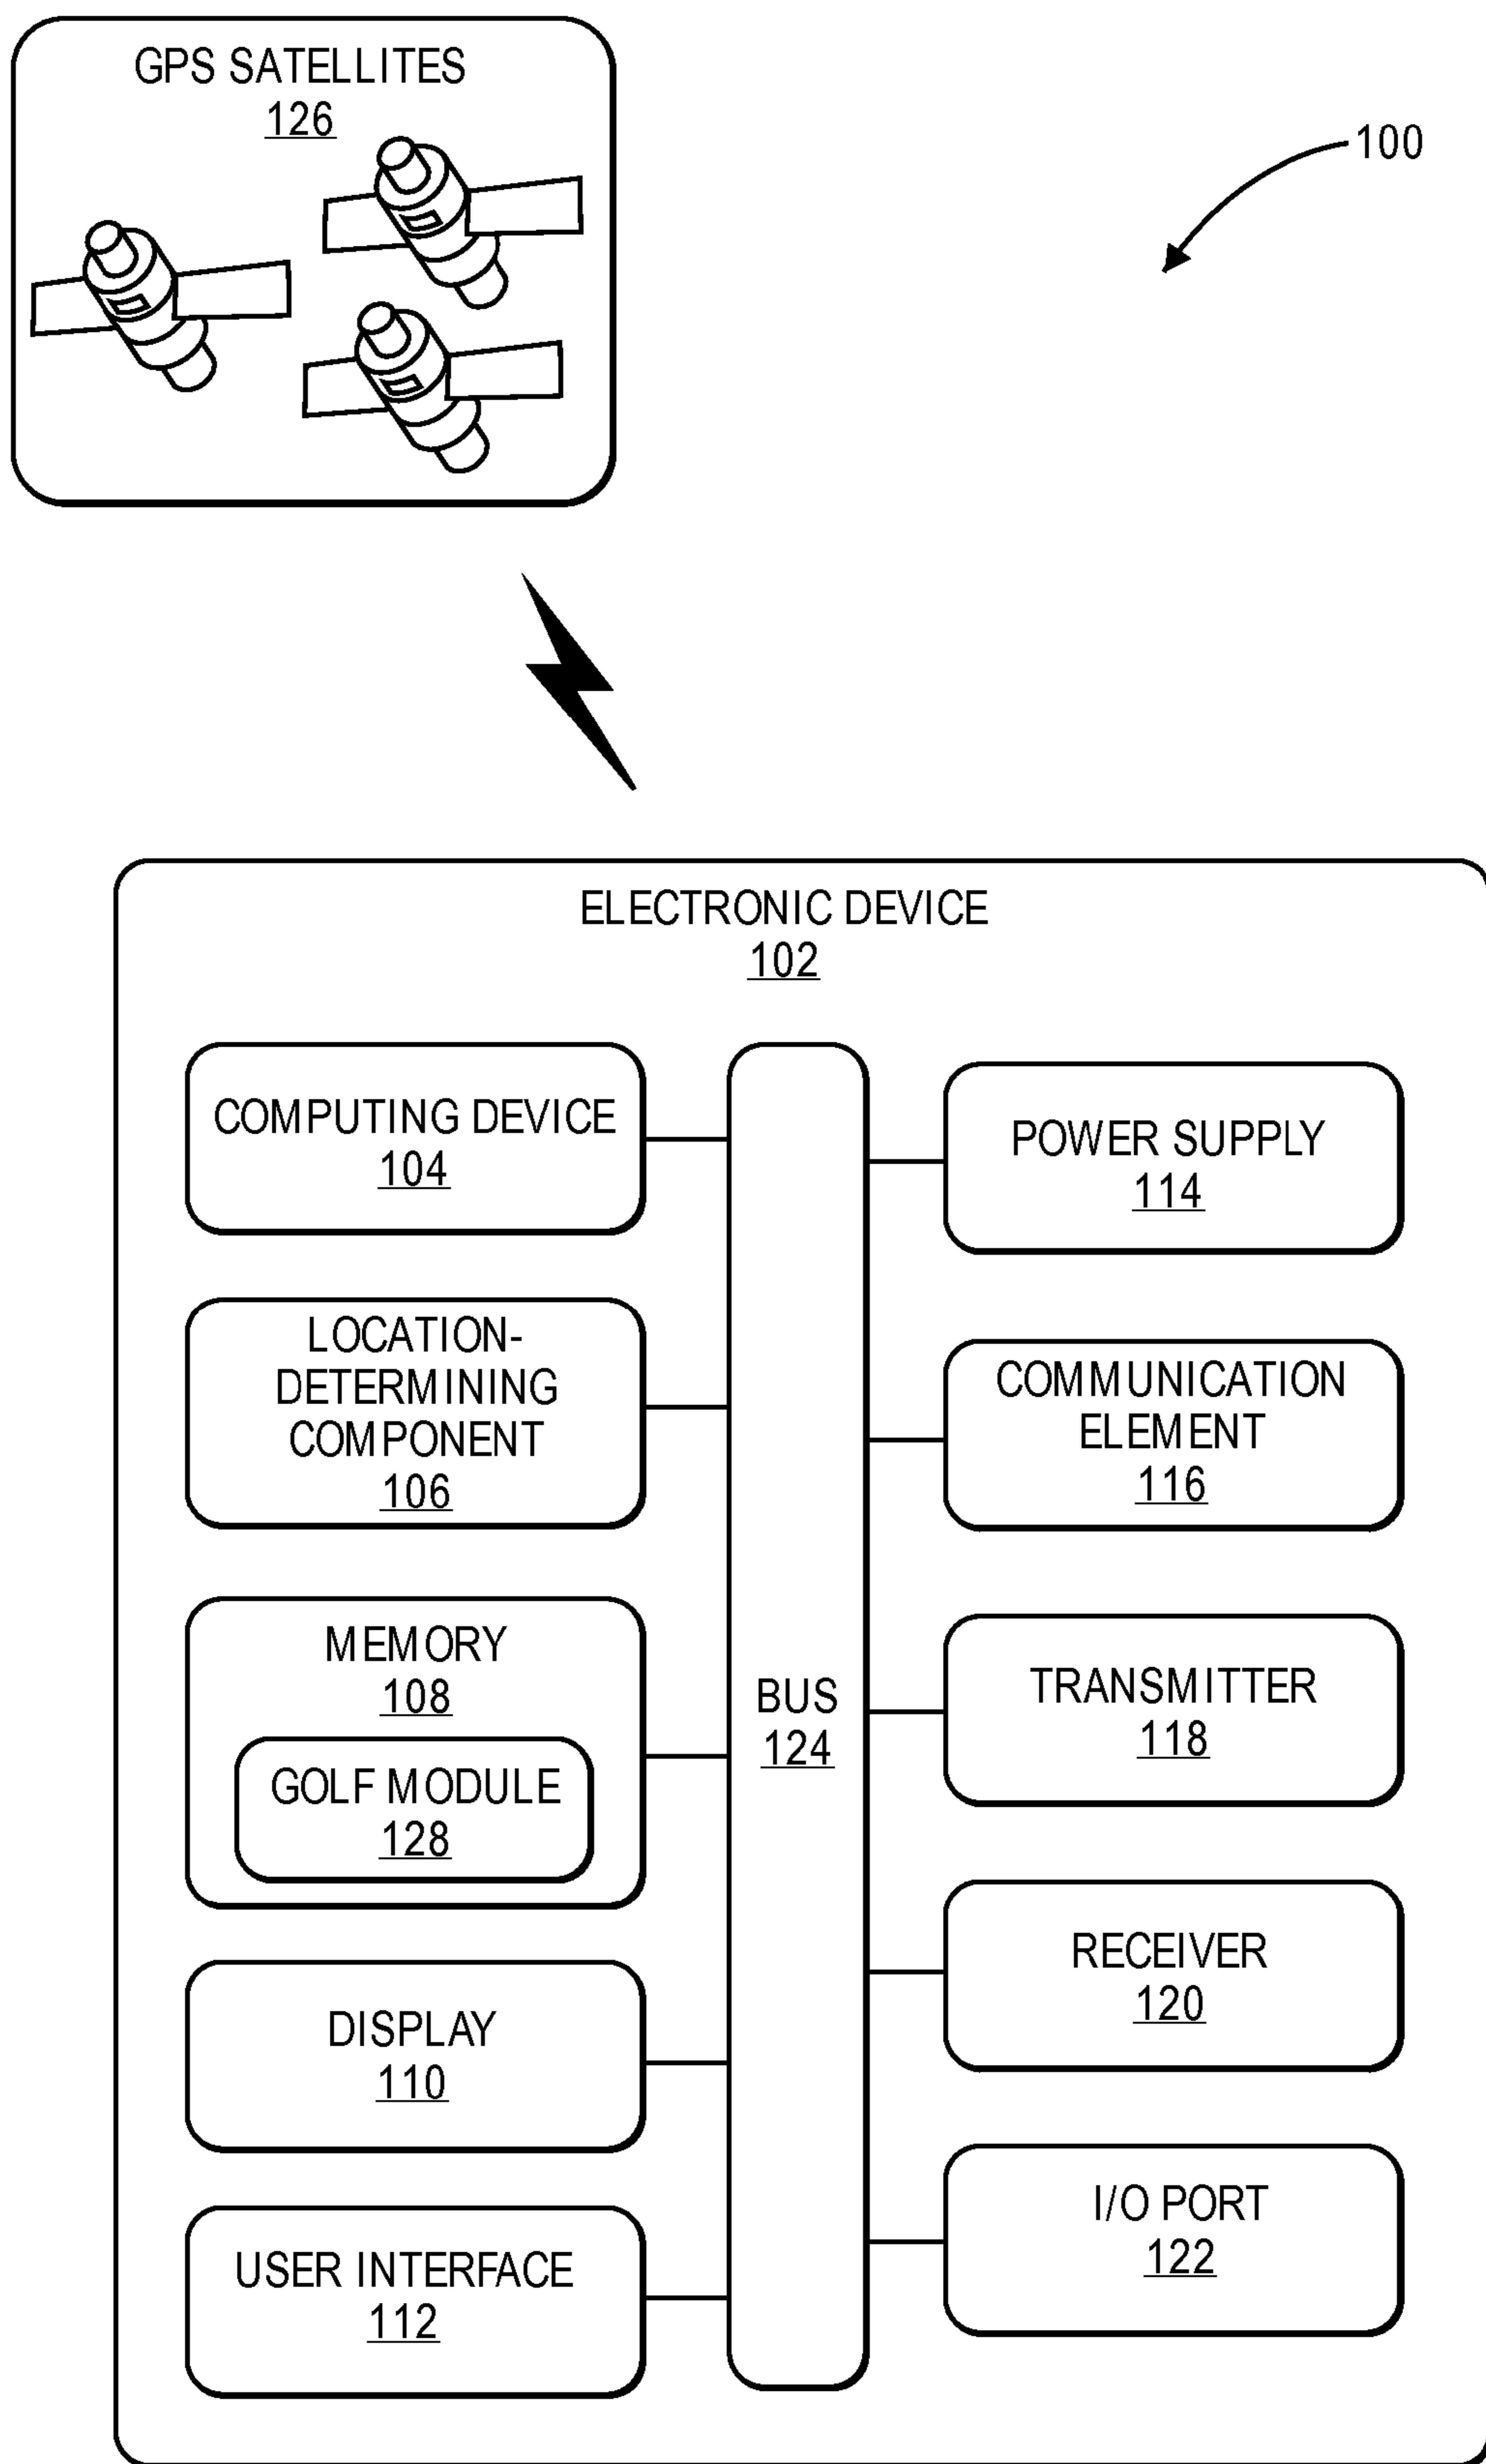 GPS SATELLITES
126
100
ELECTRONIC DEVICE
102
COMPUTING DEVICE
104
LOCATION-
DETERMINING
COMPONENT
106
MEMORY
108
GOLF MODULE
128
DISPLAY
110
USER INTERFACE
112
BUS
124
POWER SUPPLY
114
COMMUNICATION
ELEMENT
116
TRANSMITTER
118
RECEIVER
120
I/O PORT
122